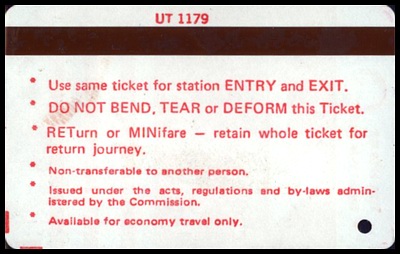 UT 1179
* Use same ticket for station ENTRY and EXIT.
* DO NOT BEND, TEAR or DEFORM this Ticket.
* RETurn or MINifare — retain whole ticket for
return journey.
* Non-transferable to another person.
* Issued under the acts, regulations and by-laws admin-
istered by the Commission.
* Available for economy travel only.